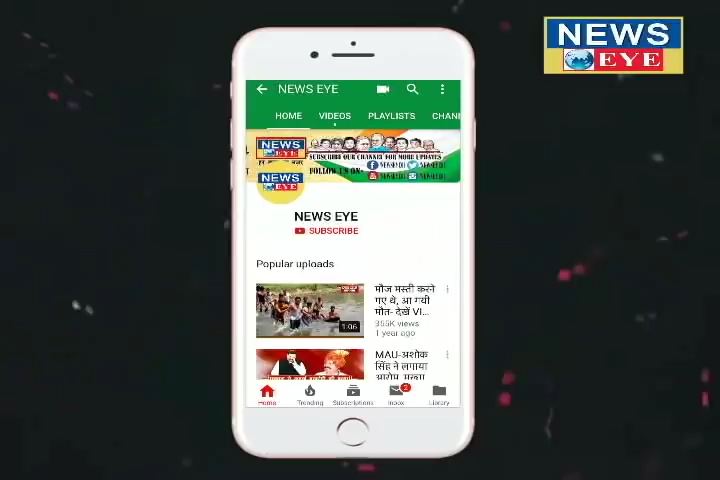 NEWS
EYE
NEWS EYE
HOME VIDEOS PLAYLISTS CHANN
NEWS
EYE
SUBSCRIBE OUR CHANNEL FOR MORE UPDATES
FOLLOW US ON-
NEWS
EYE
NEWS EYE
SUBSCRIBE
Popular uploads
मौज मस्ती करने
गए थे, आ गयी
मौत- देखें VI...
355K views
1 year ago
1:06
MAU-अशोक
सिंह ने लगाया
2
Home Trending Subscriptions Inbox Library